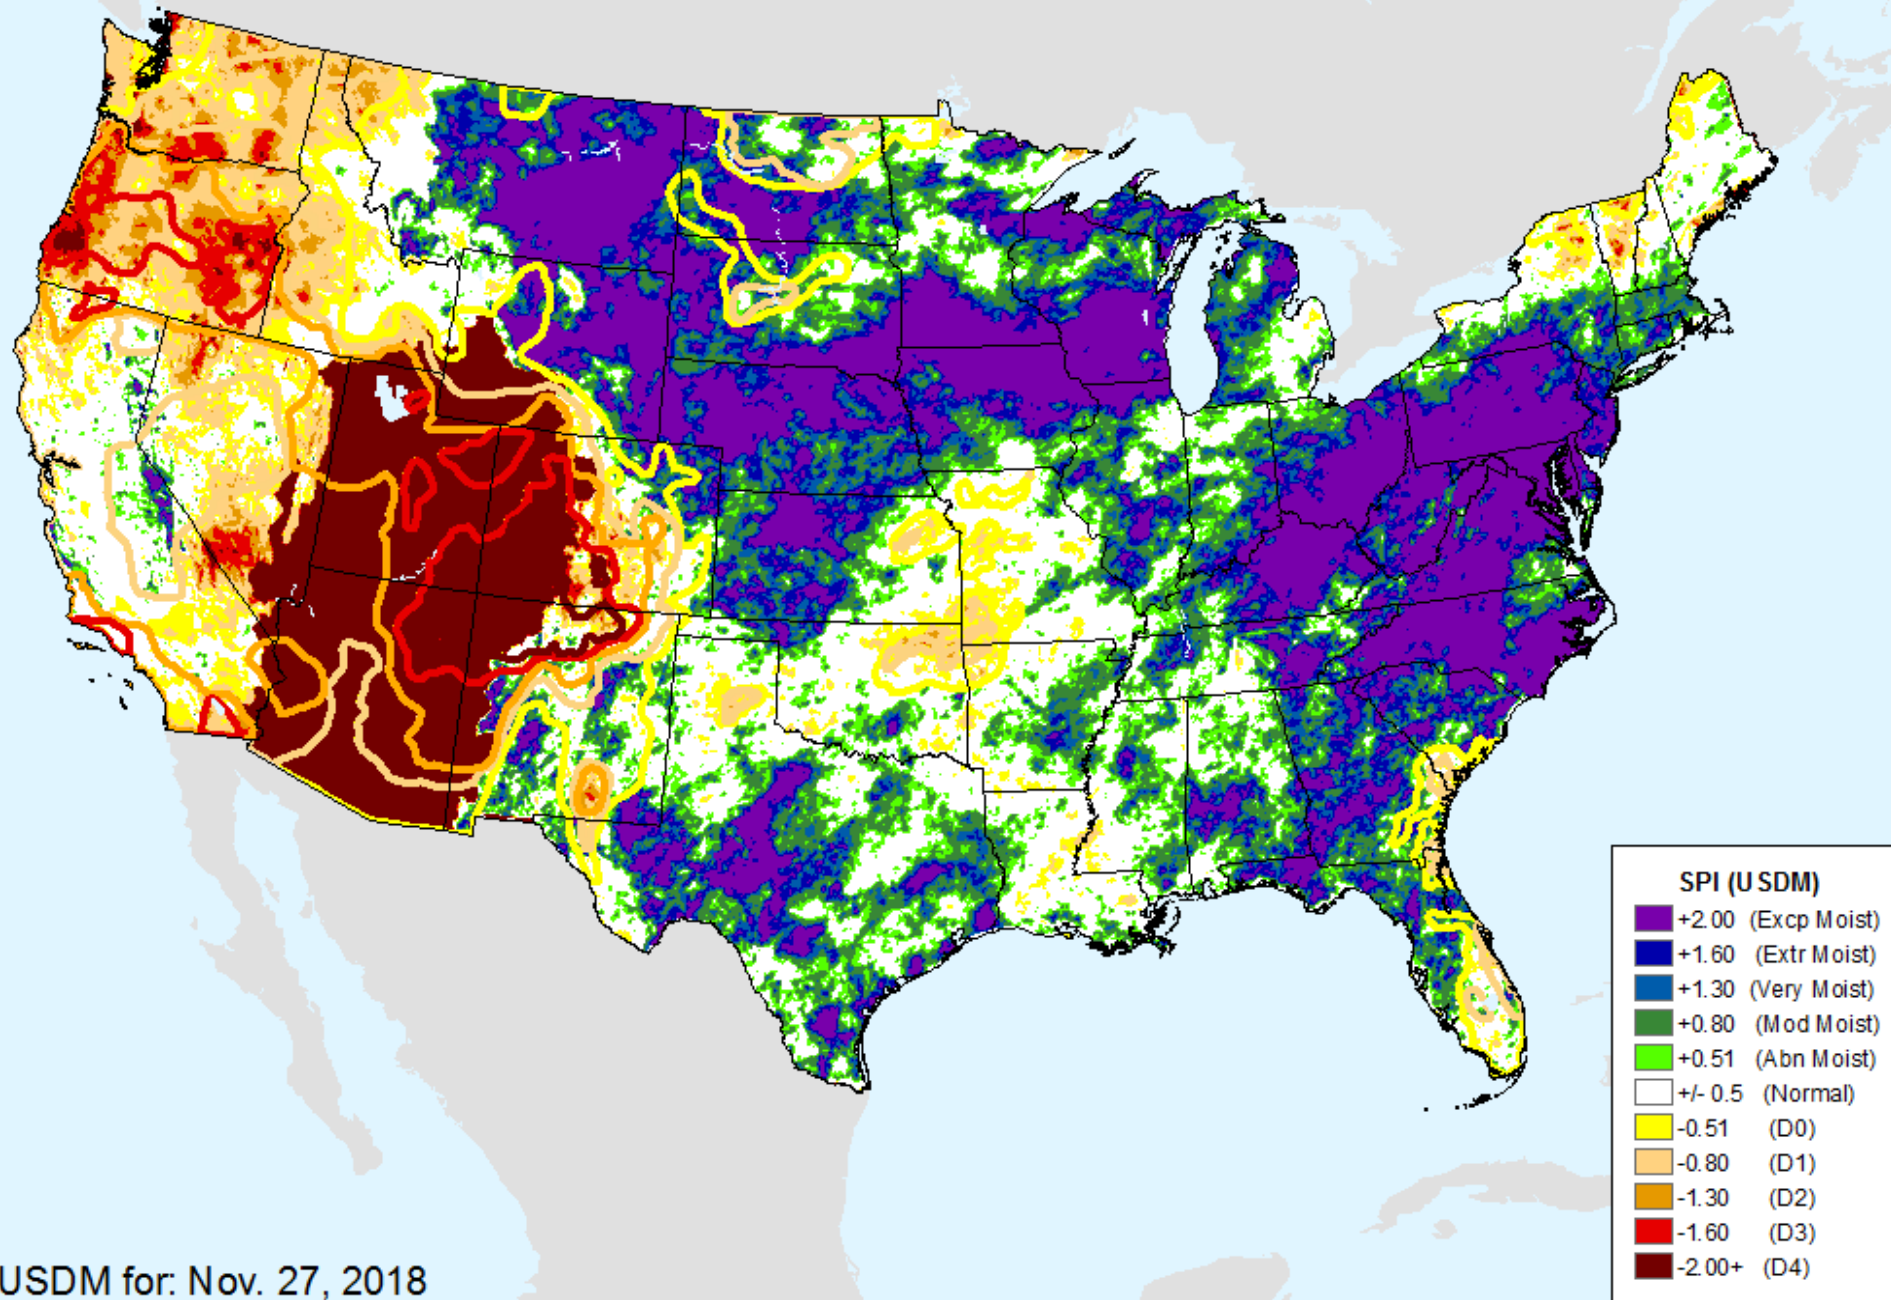 SPI (USDM)
+2.00 (Excp Moist)
+1.60 (Extr Moist)
+1.30 (Very Moist)
+0.80 (Mod Moist)
+0.51 (Abn Moist)
+/- 0.5 (Normal)
-0.51 (D0)
-0.80 (D1)
-1.30 (D2)
-1.60 (D3)
-2.00+ (D4)
USDM for: Nov. 27, 2018